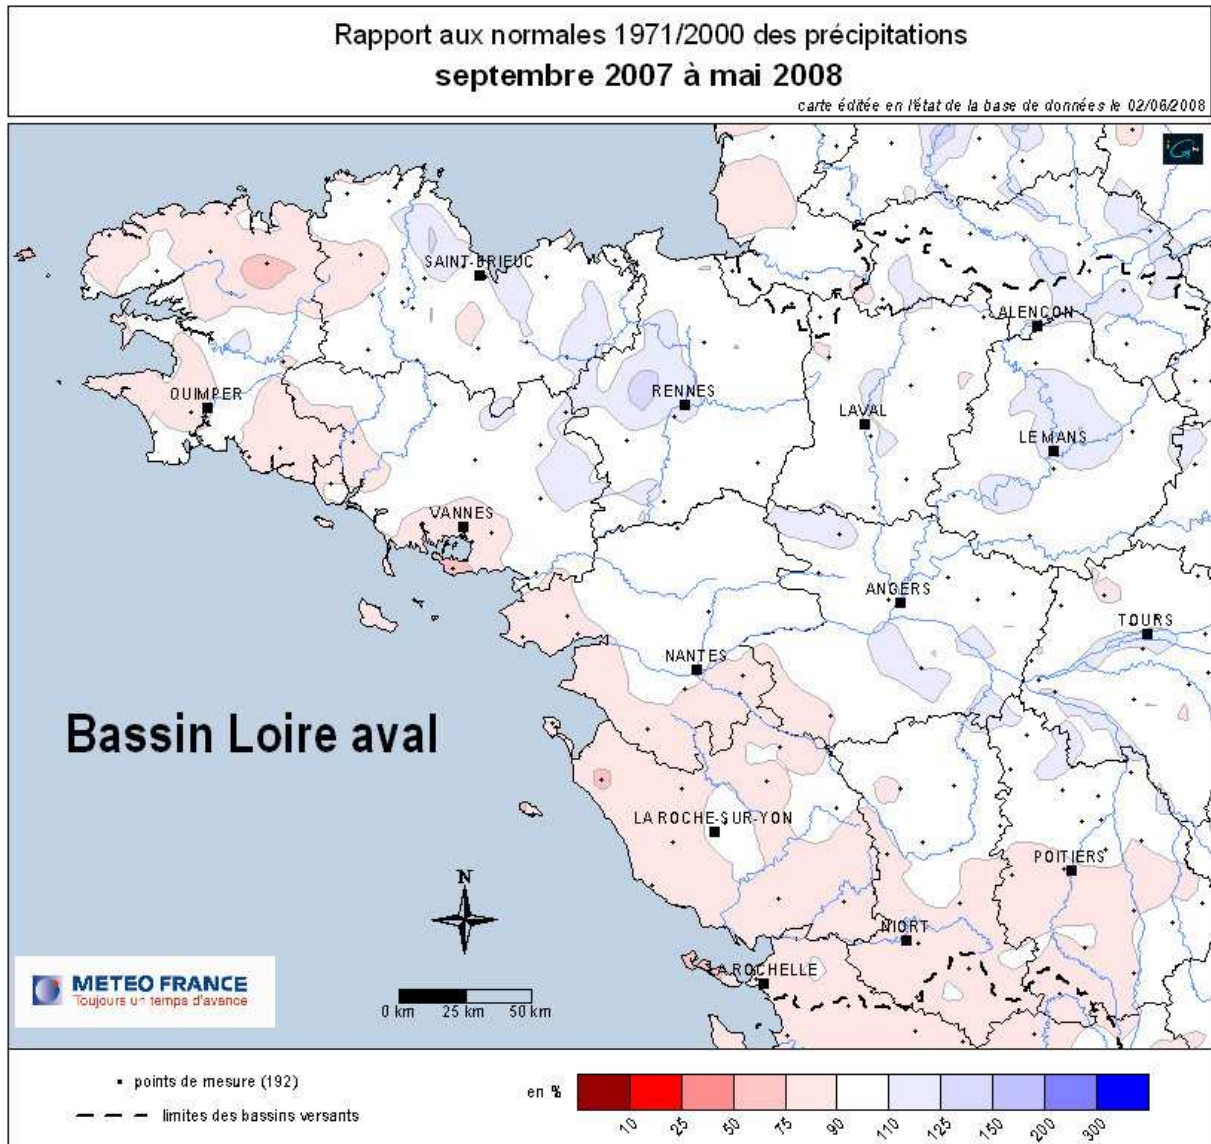 Rapport aux normales 1971/2000 des précipitations
septembre 2007 à mai 2008
carte éditée en l'état de la base de données le 02/06/2008
SAINT-BRIEUC
ALENCON
QUIMPER
RENNES
LAVAL
LE MANS
VANNES
ANGERS
TOURS
NANTES
Bassin Loire aval
LA ROCHE-SUR-YON
POITIERS
N
NIORT
LA ROCHELLE
METEO FRANCE
Toujours un temps d'avance
0 km 25 km 50 km
points de mesure (192)
limites des bassins versants
en %
10 25 50 75 90 110 125 150 200 300